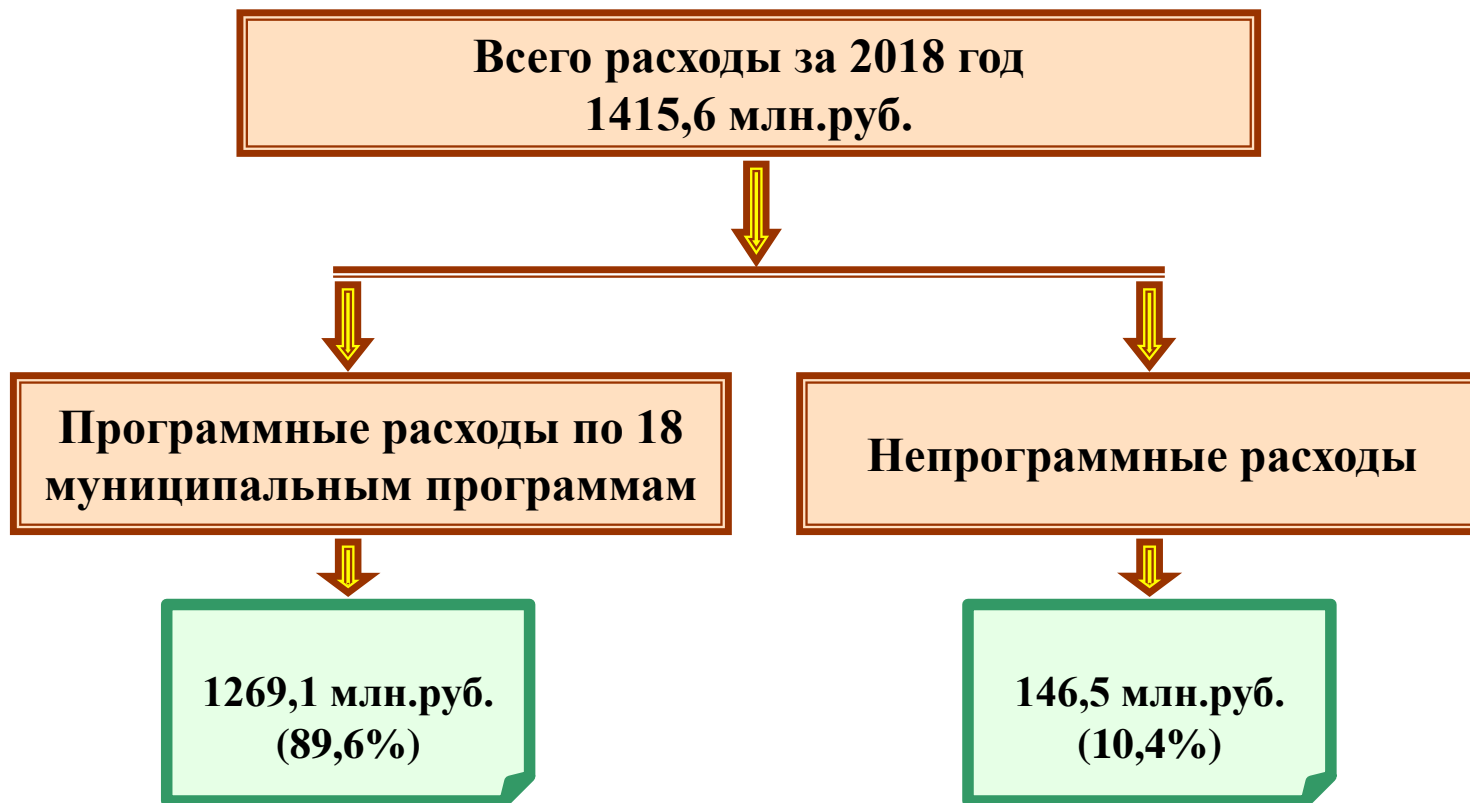 Всего расходы за 2018 год
1415,6 млн.руб.
Программные расходы по 18
муниципальным программам
Непрограммные расходы
1269,1 млн.руб.
(89,6%)
146,5 млн.руб.
(10,4%)